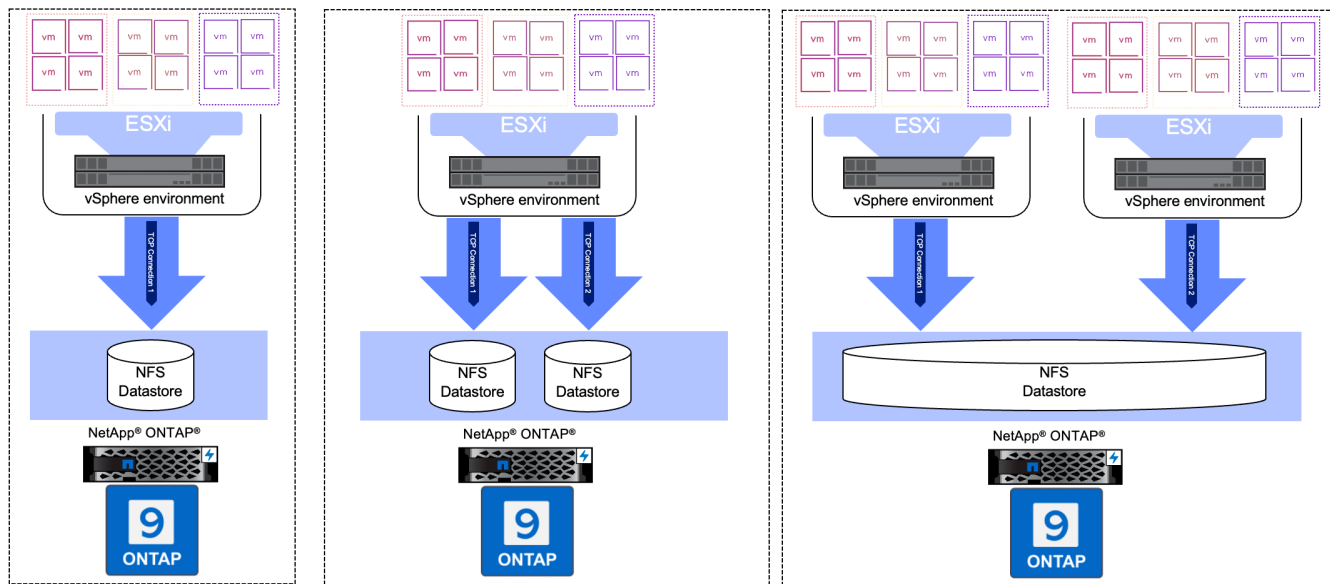 vm vm
vm vm
vm vm
vm vm
vm vm
vm vm
ESXi
vSphere environment
TCP Connection 1
NFS
Datastore
NetApp® ONTAP®
9
ONTAP
vm vm
vm vm
vm vm
vm vm
vm vm
vm vm
ESXi
vSphere environment
TCP Connection 1
TCP Connection 2
NFS
Datastore
NFS
Datastore
NetApp® ONTAP®
9
ONTAP
vm vm
vm vm
vm vm
vm vm
vm vm
vm vm
ESXi
vSphere environment
TCP Connection 1
vm vm
vm vm
vm vm
vm vm
vm vm
vm vm
ESXi
vSphere environment
TCP Connection 2
NFS
Datastore
NetApp® ONTAP®
9
ONTAP